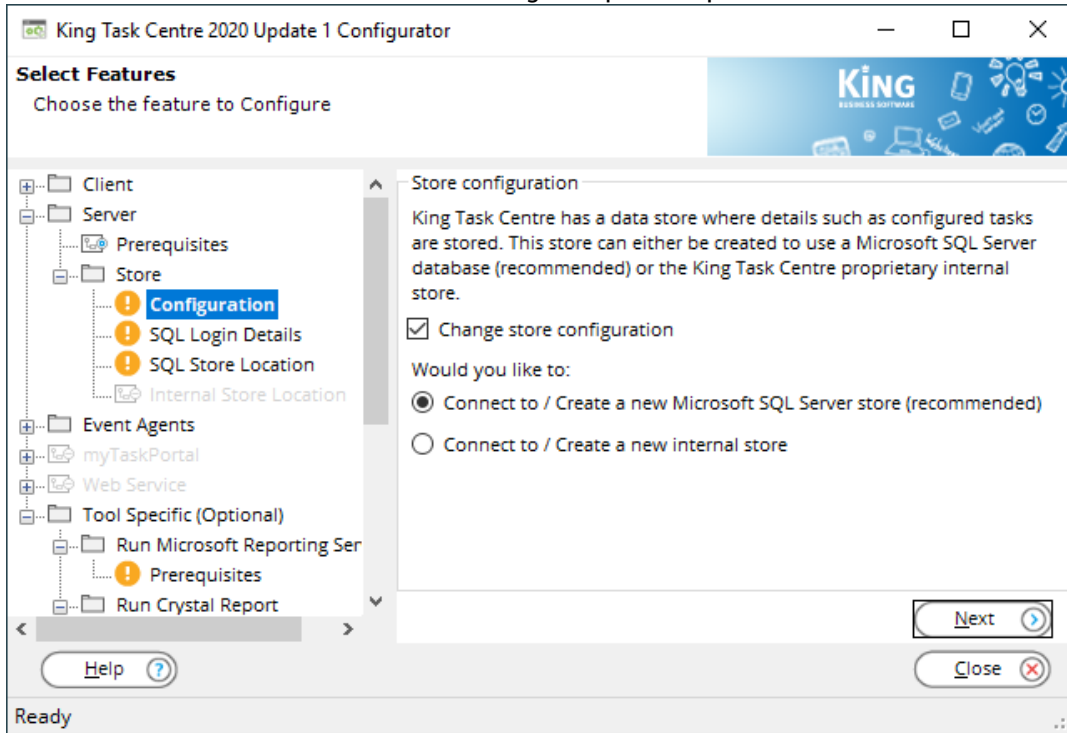 King Task Centre 2020 Update 1 Configurator
Select Features
Choose the feature to Configure
KING
BUSINESS SOFTWARE
Client
Server
Prerequisites
Store
Configuration
SQL Login Details
SQL Store Location
Internal Store Location
Event Agents
myTaskPortal
Web Service
Tool Specific (Optional)
Run Microsoft Reporting Ser
Prerequisites
Run Crystal Report
Store configuration
King Task Centre has a data store where details such as configured tasks
are stored. This store can either be created to use a Microsoft SQL Server
database (recommended) or the King Task Centre proprietary internal
store.
Change store configuration
Would you like to:
Connect to / Create a new Microsoft SQL Server store (recommended)
Connect to / Create a new internal store
Next
Help
Close
Ready